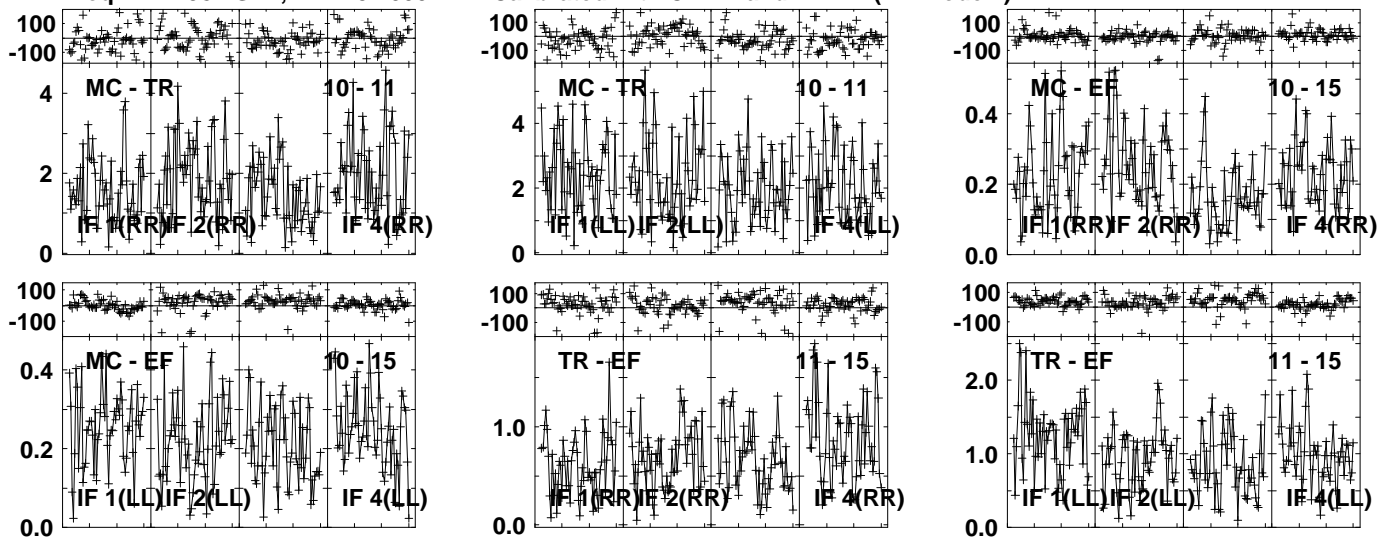 100
-100
MC - TR 10 - 11
4
2
0
IF 1(RR) IF 2(RR) IF 4(RR)
100
-100
MC - TR 10 - 11
4
2
0
IF 1(LL) IF 2(LL) IF 4(LL)
100
-100
MC - EF 10 - 15
0.4
0.2
0.0
IF 1(RR) IF 2(RR) IF 4(RR)
100
-100
MC - EF 10 - 15
0.4
0.2
0.0
IF 1(LL) IF 2(LL) IF 4(LL)
100
-100
TR - EF 11 - 15
1.0
0.0
IF 1(RR) IF 2(RR) IF 4(RR)
100
-100
TR - EF 11 - 15
2.0
1.0
0.0
IF 1(LL) IF 2(LL) IF 4(LL)